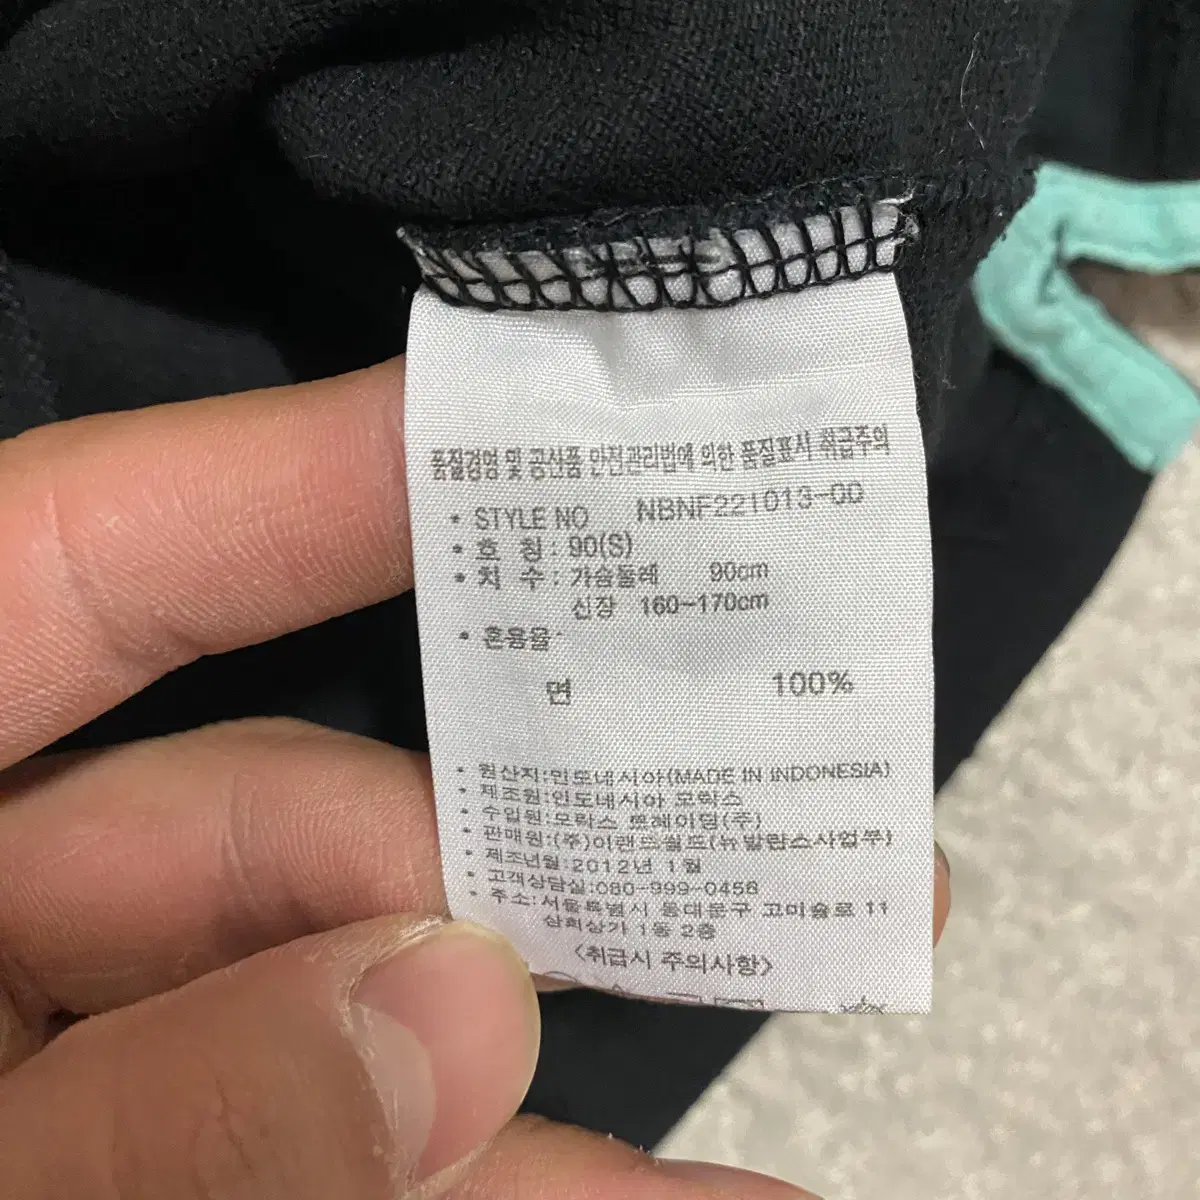 품질경영 및 공산품 안전관리법에 의한 품질표시 취급주의
• STYLE NO NBNF221013-0D
• 호 칭 : 90(S)
• 치 수 : 가슴둘레 90cm
신장 160-170cm
• 혼용율
면 100%
• 원산지:인도네시아(MADE IN INDONESIA)
• 제조원:인도네시아 모락스
• 수입원:모락스 트레이딩(주)
• 판매원:(주)이랜드월드(뉴발란스사업부)
• 제조년월:2012년 1월
• 고객상담실:080-999-0456
• 주소:서울특별시 동대문구 고미술로 11
삼희상가 1동 2층
<취급시 주의사항>